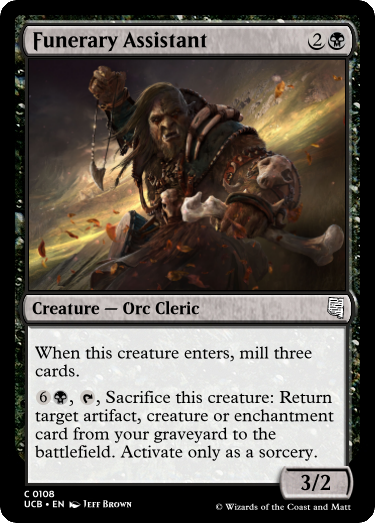 Funerary Assistant 2
Creature — Orc Cleric
When this creature enters, mill three
cards.
6 , , Sacrifice this creature: Return
target artifact, creature or enchantment
card from your graveyard to the
battlefield. Activate only as a sorcery.
3/2
C 0108
UCB • EN Jeff Brown
© Wizards of the Coast and Matt